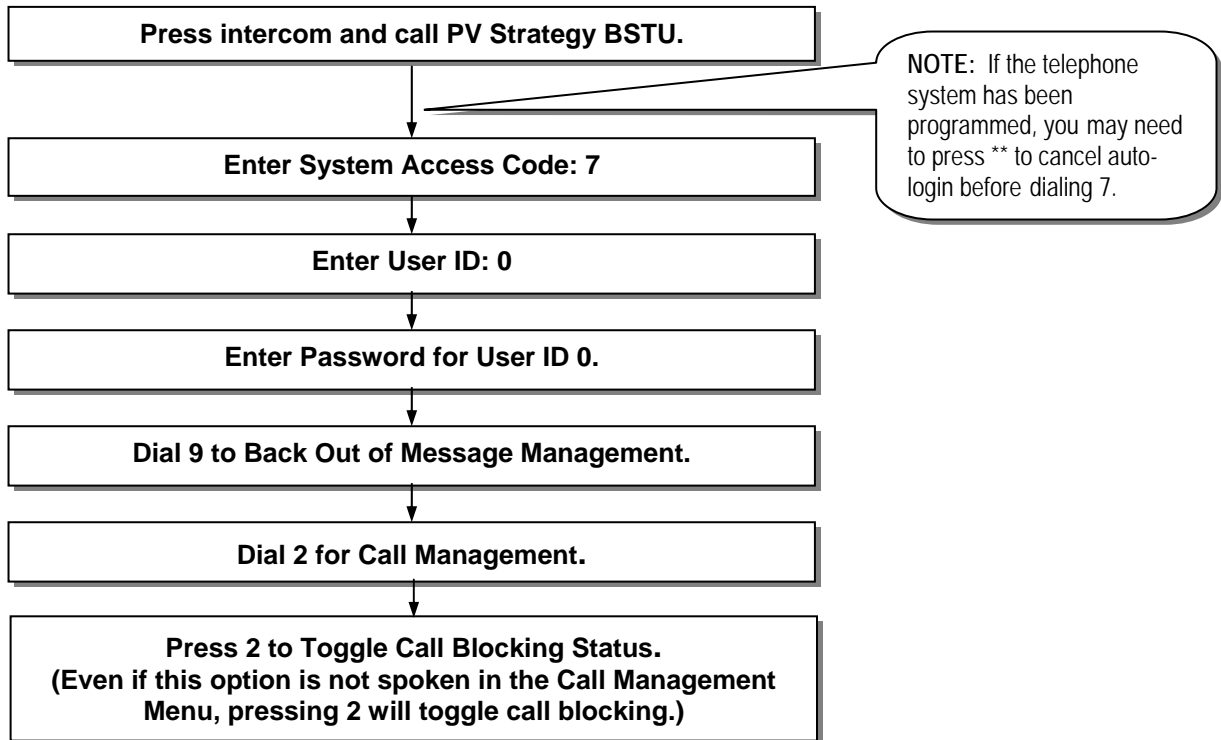 Press intercom and call PV Strategy BSTU.
NOTE: If the telephone
system has been
programmed, you may need
to press ** to cancel auto-
login before dialing 7.
Enter System Access Code: 7
Enter User ID: 0
Enter Password for User ID 0.
Dial 9 to Back Out of Message Management.
Dial 2 for Call Management.
Press 2 to Toggle Call Blocking Status.
(Even if this option is not spoken in the Call Management
Menu, pressing 2 will toggle call blocking.)